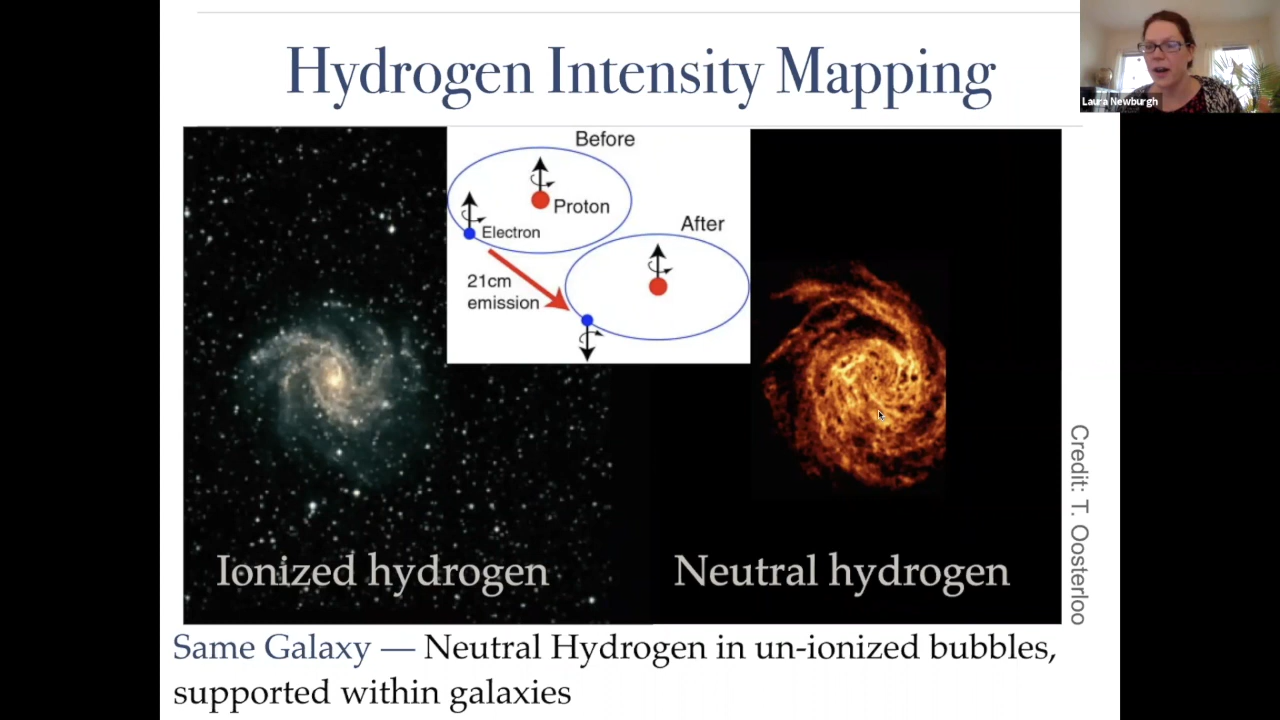 Hydrogen Intensity Mapping
Laura Newburgh
Before
Proton
Electron
After
21cm
emission
Ionized hydrogen
Neutral hydrogen
Credit: T. Oosterloo
Same Galaxy — Neutral Hydrogen in un-ionized bubbles,
supported within galaxies